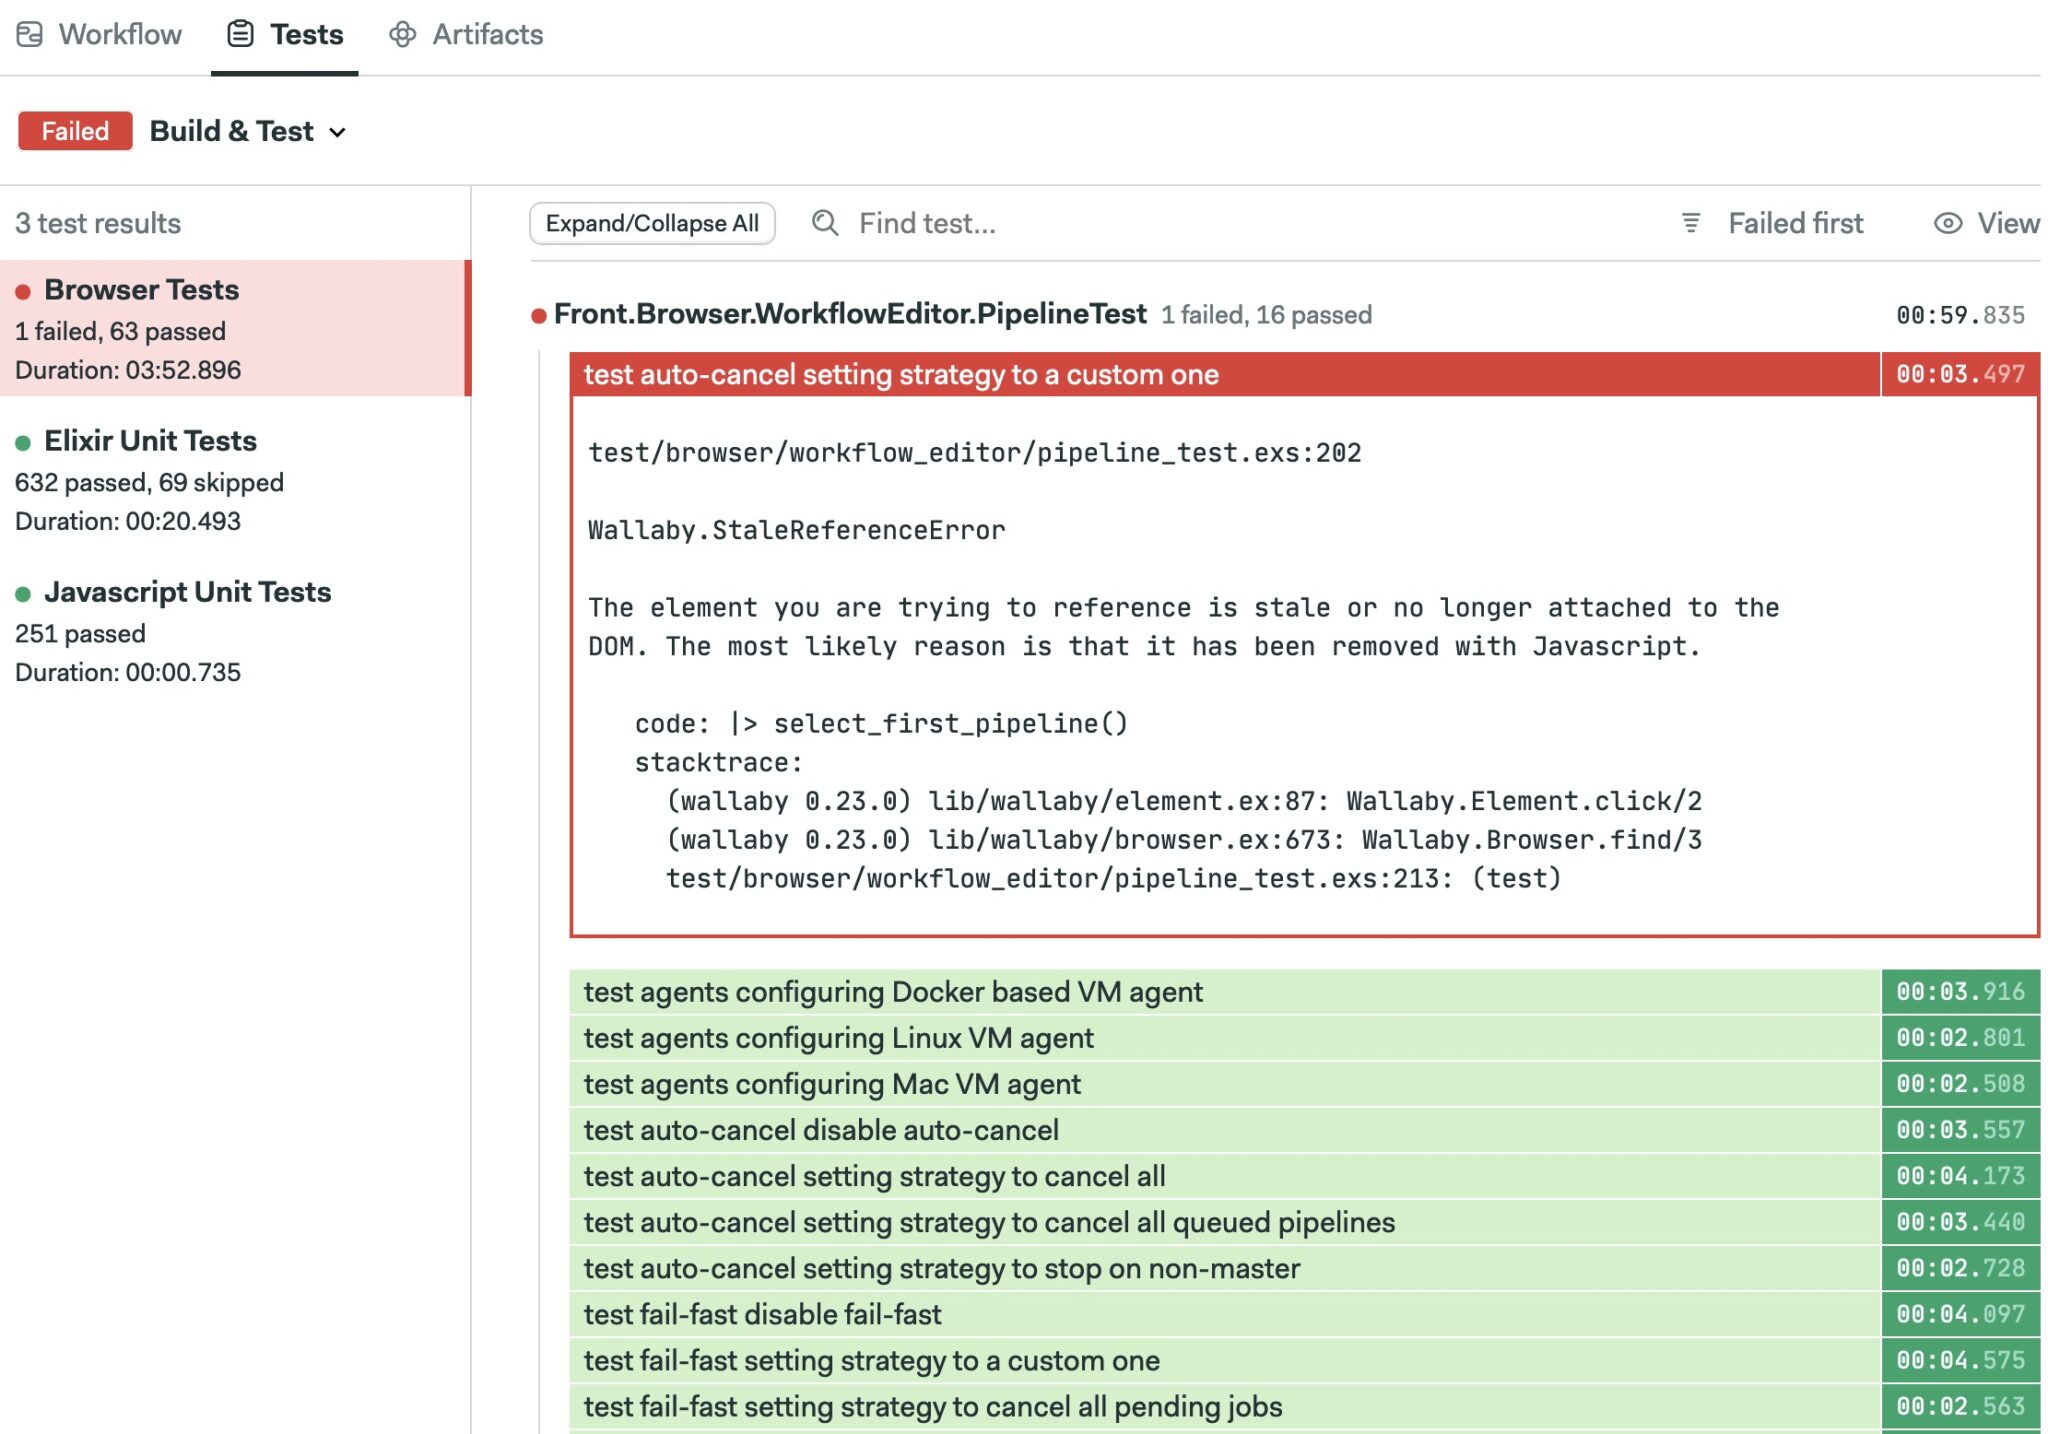 Workflow Tests Artifacts
Failed Build & Test
3 test results
Browser Tests
1 failed, 63 passed
Duration: 03:52.896
Elixir Unit Tests
632 passed, 69 skipped
Duration: 00:20.493
Javascript Unit Tests
251 passed
Duration: 00:00.735
Expand/Collapse All Find test... Failed first View
Front.Browser.WorkflowEditor.PipelineTest 1 failed, 16 passed 00:59.835
test auto-cancel setting strategy to a custom one 00:03.497
test/browser/workflow_editor/pipeline_test.exs:202
Wallaby.StaleReferenceError
The element you are trying to reference is stale or no longer attached to the
DOM. The most likely reason is that it has been removed with Javascript.
code: |> select_first_pipeline()
stacktrace:
(wallaby 0.23.0) lib/wallaby/element.ex:87: Wallaby.Element.click/2
(wallaby 0.23.0) lib/wallaby/browser.ex:673: Wallaby.Browser.find/3
test/browser/workflow_editor/pipeline_test.exs:213: (test)
test agents configuring Docker based VM agent 00:03.916
test agents configuring Linux VM agent 00:02.801
test agents configuring Mac VM agent 00:02.508
test auto-cancel disable auto-cancel 00:03.557
test auto-cancel setting strategy to cancel all 00:04.173
test auto-cancel setting strategy to cancel all queued pipelines 00:03.440
test auto-cancel setting strategy to stop on non-master 00:02.728
test fail-fast disable fail-fast 00:04.097
test fail-fast setting strategy to a custom one 00:04.575
test fail-fast setting strategy to cancel all pending jobs 00:02.563